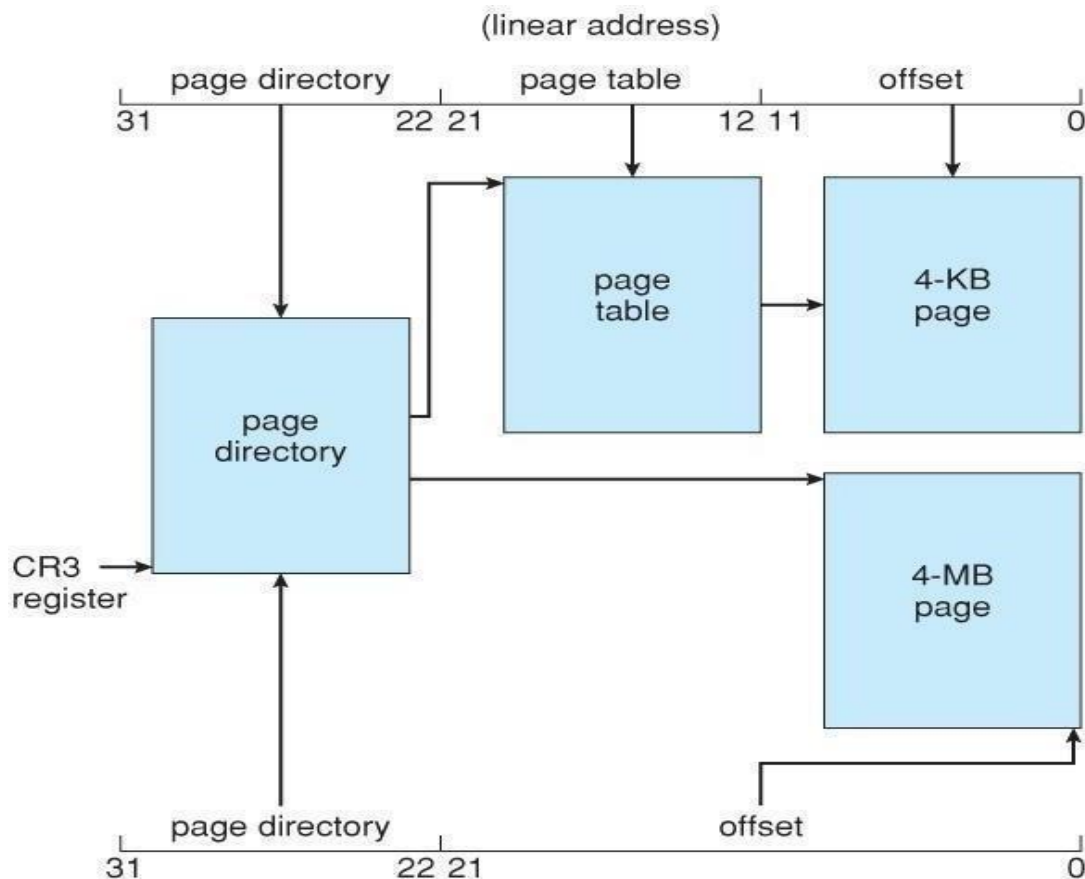 (linear address)
page directory page table offset
31 22 21 12 11 0
page
table
4-KB
page
page
directory
CR3
register
4-MB
page
page directory offset
31 22 21 0